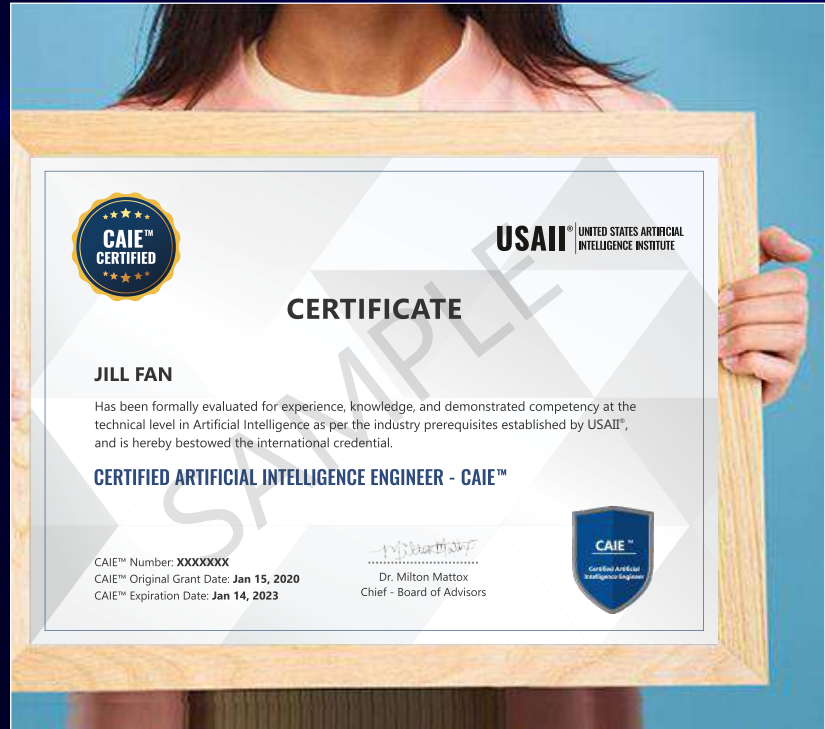 CAIE™
CERTIFIED
USAII® UNITED STATES ARTIFICIAL
INTELLIGENCE INSTITUTE
CERTIFICATE
SAMPLE
JILL FAN
Has been formally evaluated for experience, knowledge, and demonstrated competency at the
technical level in Artificial Intelligence as per the industry prerequisites established by USAII®,
and is hereby bestowed the international credential.
CERTIFIED ARTIFICIAL INTELLIGENCE ENGINEER - CAIE™
CAIE™ Number: XXXXXXX
CAIE™ Original Grant Date: Jan 15, 2020
CAIE™ Expiration Date: Jan 14, 2023
Milton Mattox
Dr. Milton Mattox
Chief - Board of Advisors
CAIE™
Certified Artificial
Intelligence Engineer